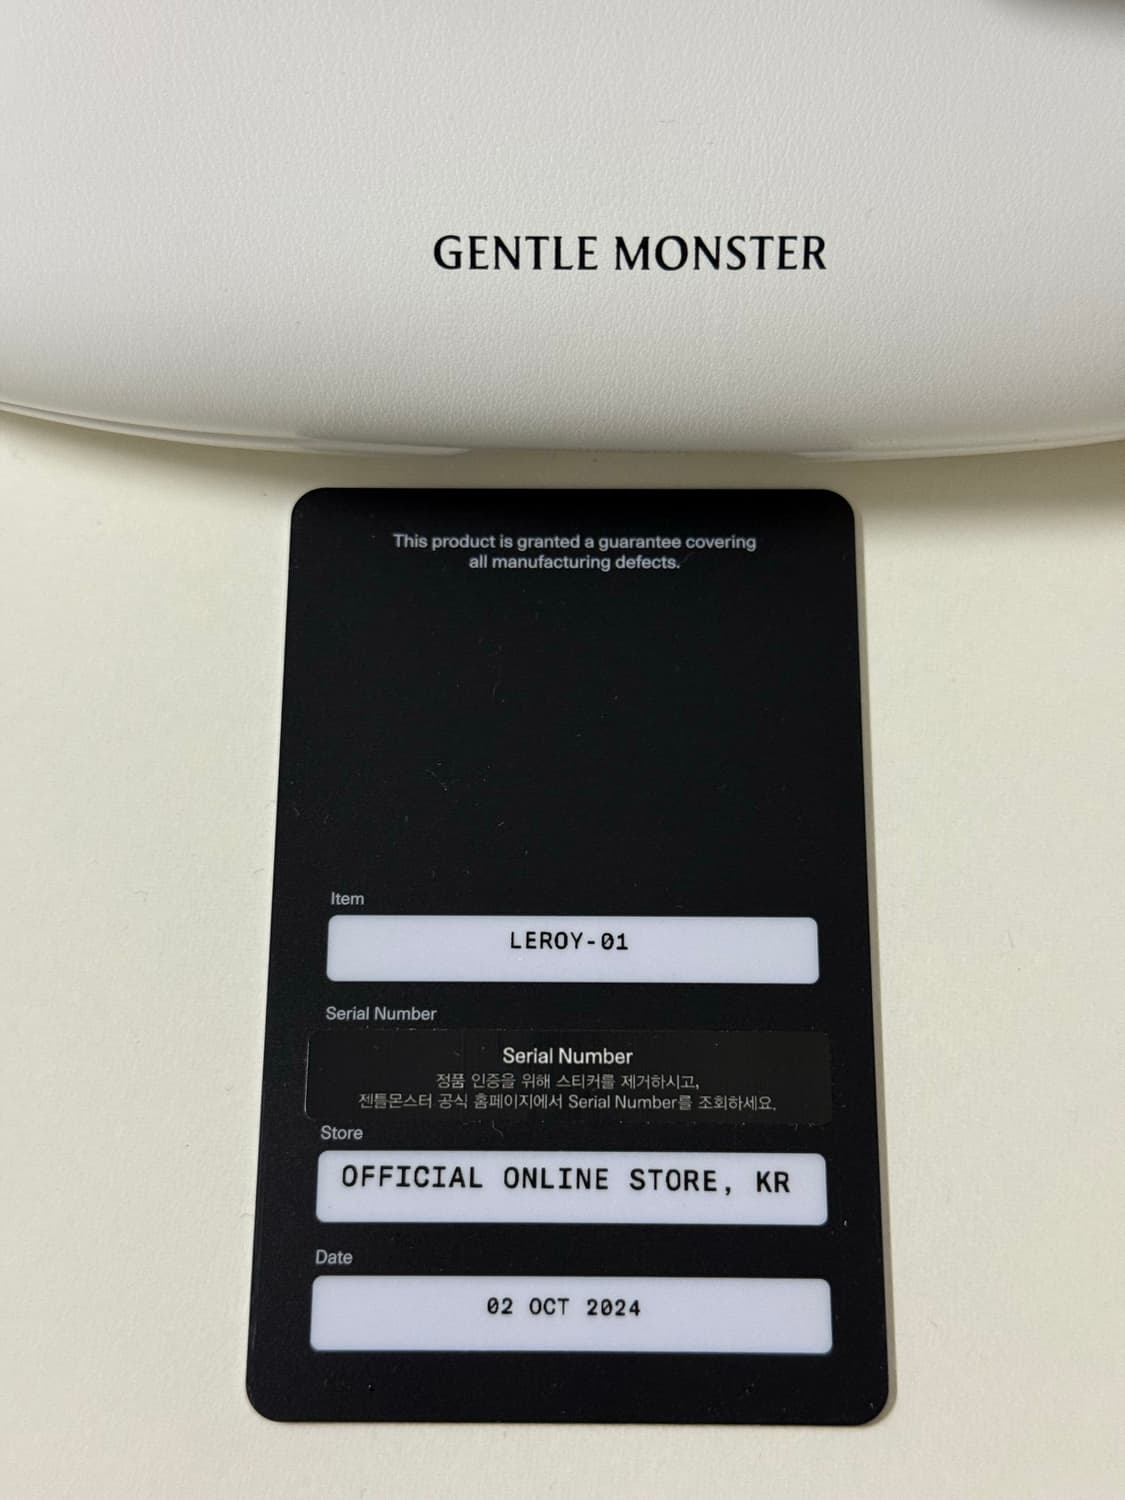 GENTLE MONSTER
This product is granted a guarantee covering
all manufacturing defects.
Item
LEROY-01
Serial Number
Serial Number
정품 인증을 위해 스티커를 제거하시고,
젠틀몬스터 공식 홈페이지에서 Serial Number를 조회하세요.
Store
OFFICIAL ONLINE STORE, KR
Date
02 OCT 2024